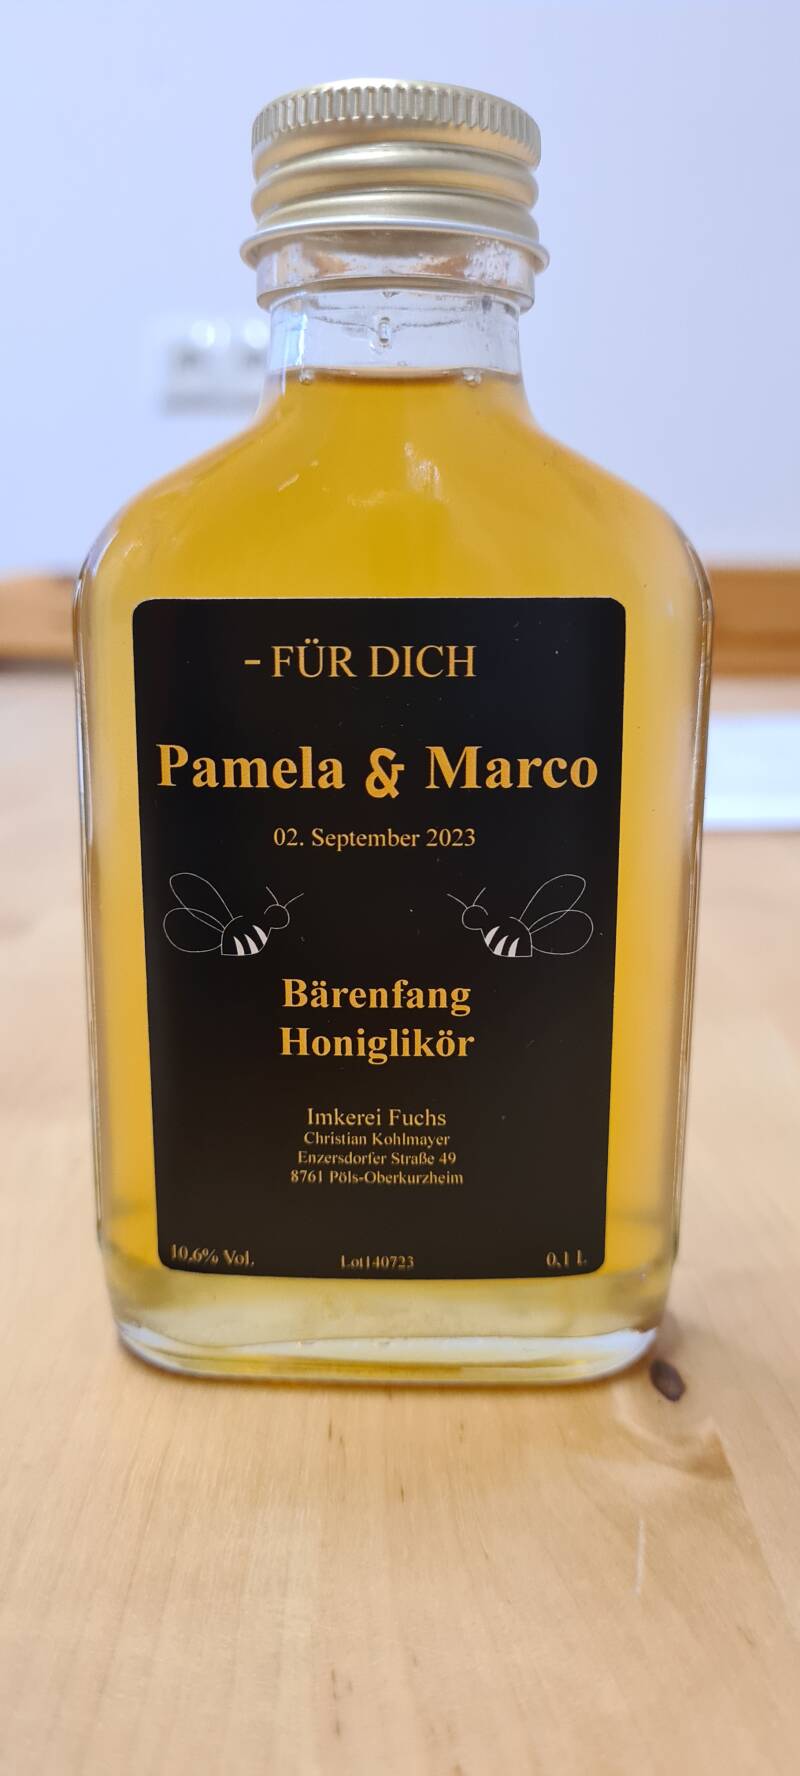 - FÜR DICH
Pamela & Marco
02. September 2023
Bärenfang
Honiglikör
Imkerei Fuchs
Christian Kohlmayer
Enzersdorfer Straße 49
8761 Pöls-Oberkurzheim
10,6% Vol. Lot140723 0,1 L